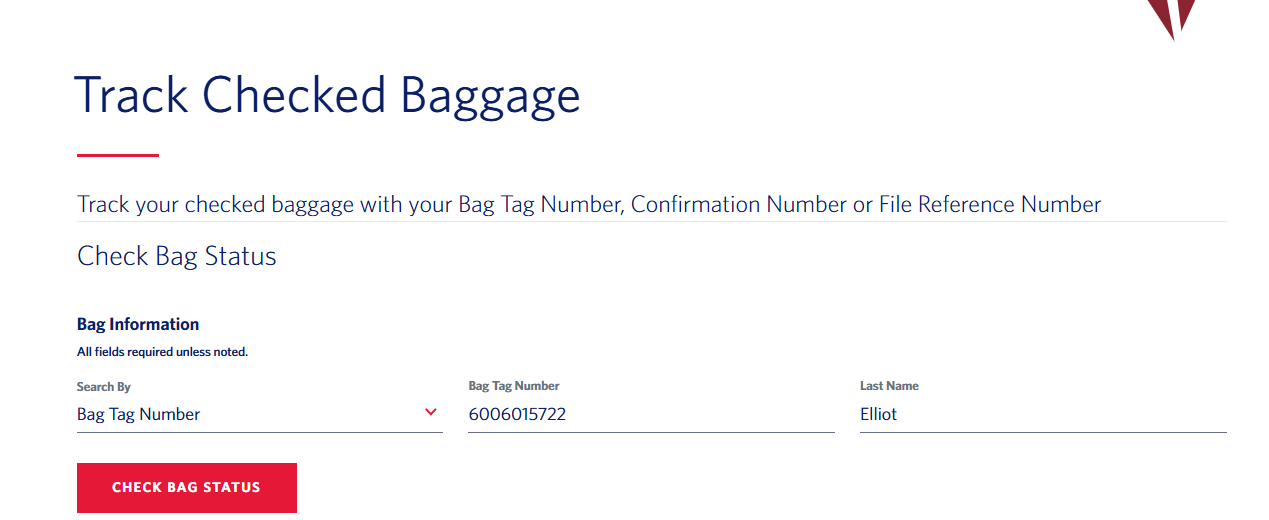 Track Checked Baggage
Track your checked baggage with your Bag Tag Number, Confirmation Number or File Reference Number
Check Bag Status
Bag Information
All fields required unless noted.
Search By
Bag Tag Number
Bag Tag Number
6006015722
Last Name
Elliot
CHECK BAG STATUS